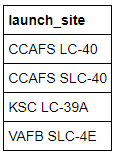 launch_site
CCAFS LC-40
CCAFS SLC-40
KSC LC-39A
VAFB SLC-4E